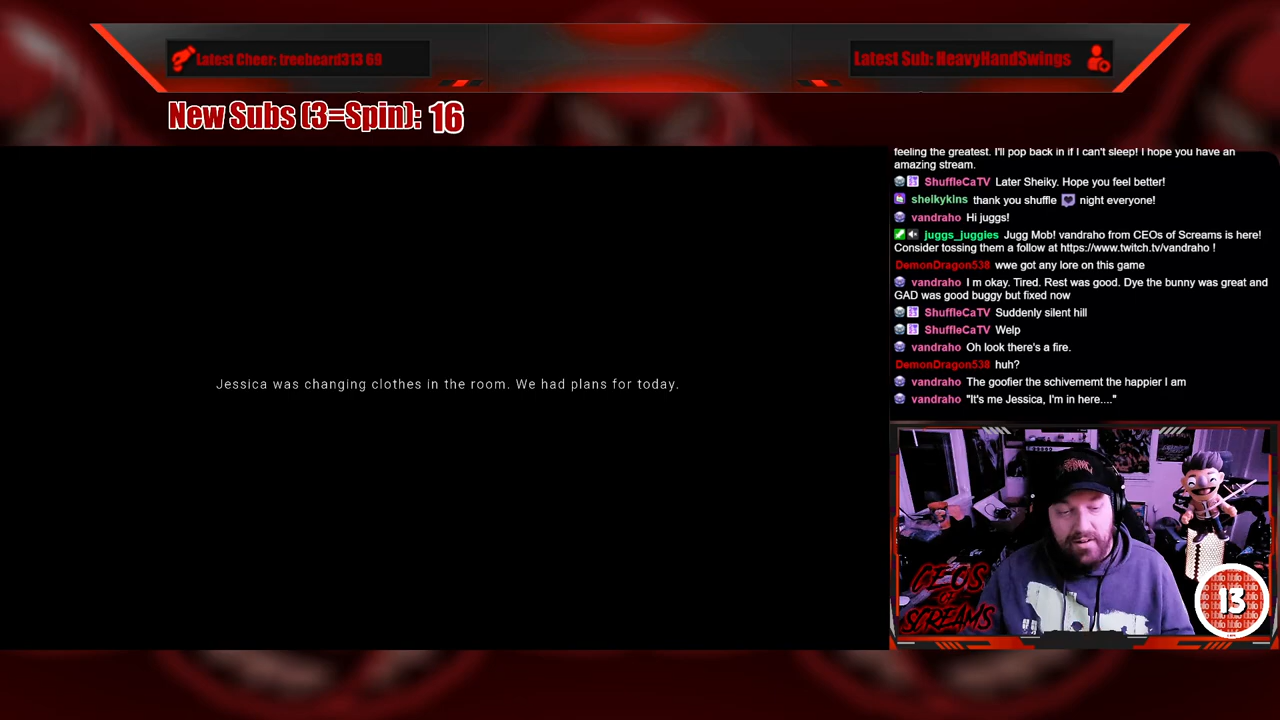 Latest Cheer: treebeard313 69
Latest Sub: HeavyHandSwings
New Subs (3=Spin): 16
feeling the greatest. I'll pop back in if I can't sleep! I hope you have an
amazing stream.
ShuffleCaTV Later Sheiky. Hope you feel better!
sheikykins thank you shuffle night everyone!
vandraho Hi juggs!
juggs_juggies Jugg Mob! vandraho from CEOs of Screams is here!
Consider tossing them a follow at https://www.twitch.tv/vandraho !
DemonDragon538 wwe got any lore on this game
vandraho I m okay. Tired. Rest was good. Dye the bunny was great and
GAD was good buggy but fixed now
ShuffleCaTV Suddenly silent hill
ShuffleCaTV Welp
vandraho Oh look there's a fire.
DemonDragon538 huh?
vandraho The goofier the schivememt the happier I am
vandraho "It's me Jessica, I'm in here...."
Jessica was changing clothes in the room. We had plans for today.
CEOS
OF
SCREAMS
13